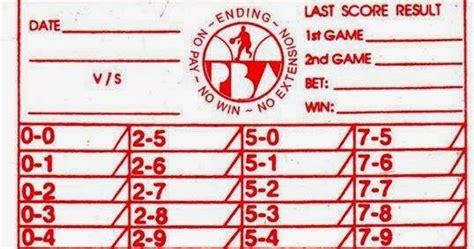 DATE
V/S
ENDING ~ NO EXTENSION ~ NO WIN ~ NO PAY ~
PBA
LAST SCORE RESULT
1st GAME:
2nd GAME:
BET:
WIN:
0-0 2-5 5-0 7-5
0-1 2-6 5-1 7-6
0-2 2-7 5-2 7-7
0-3 2-8 5-3 7-8
0-4 2-9 5-4 7-9